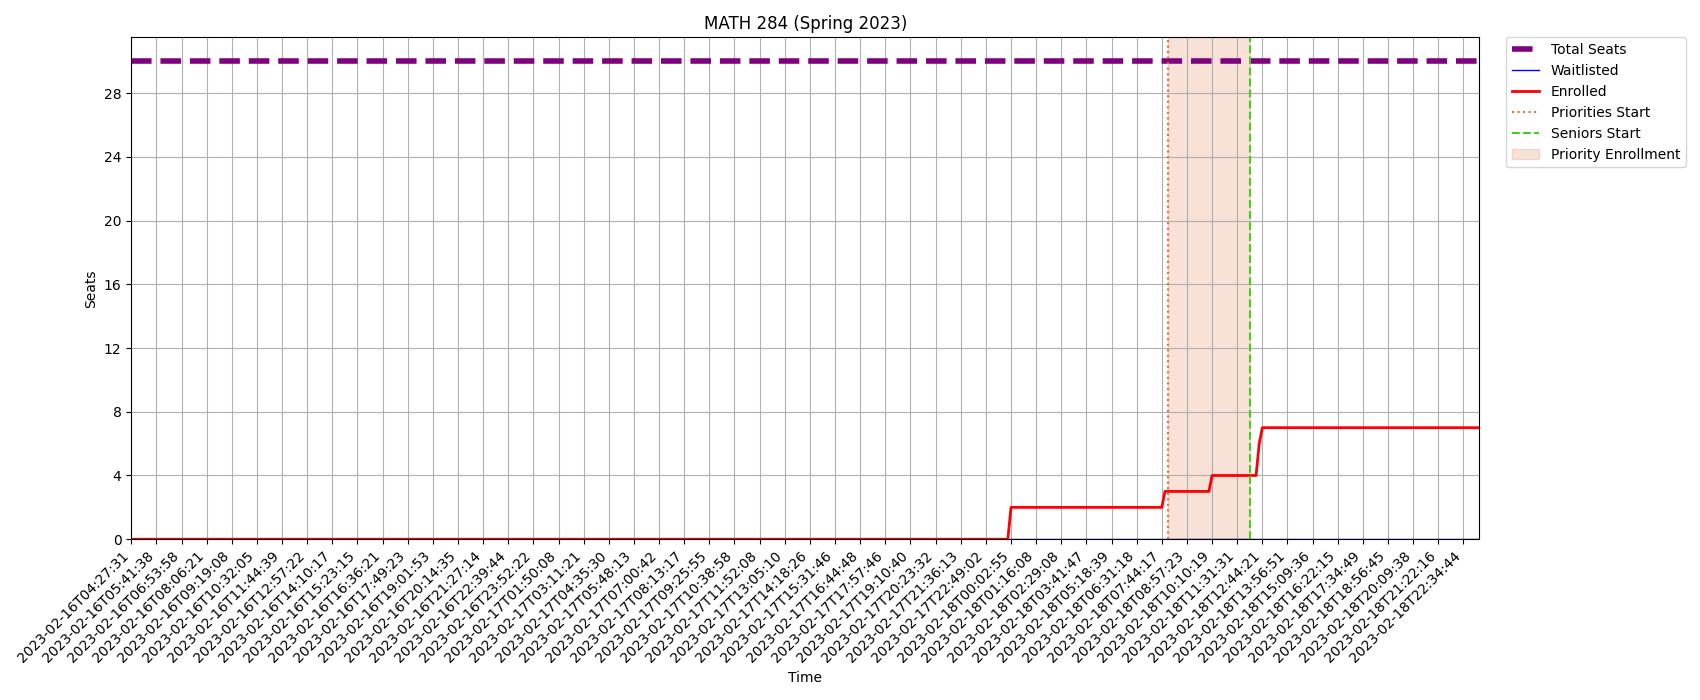 MATH 284 (Spring 2023)
Total Seats
Waitlisted
Enrolled
Priorities Start
Seniors Start
Priority Enrollment
Seats
28
24
20
16
12
8
4
0
2023-02-16T04:27:31
2023-02-16T05:41:38
2023-02-16T06:53:58
2023-02-16T08:06:21
2023-02-16T09:19:08
2023-02-16T10:32:05
2023-02-16T11:44:39
2023-02-16T12:57:22
2023-02-16T14:10:17
2023-02-16T15:23:15
2023-02-16T16:36:21
2023-02-16T17:49:23
2023-02-16T19:01:53
2023-02-16T20:14:35
2023-02-16T21:27:14
2023-02-16T22:39:44
2023-02-16T23:52:22
2023-02-17T01:50:08
2023-02-17T03:11:21
2023-02-17T04:35:30
2023-02-17T05:48:13
2023-02-17T07:00:42
2023-02-17T08:13:17
2023-02-17T09:25:55
2023-02-17T10:38:58
2023-02-17T11:52:08
2023-02-17T13:05:10
2023-02-17T14:18:26
2023-02-17T15:31:46
2023-02-17T16:44:48
2023-02-17T17:57:46
2023-02-17T19:10:40
2023-02-17T20:23:32
2023-02-17T21:36:13
2023-02-17T22:49:02
2023-02-18T00:02:55
2023-02-18T01:16:08
2023-02-18T02:29:08
2023-02-18T03:41:47
2023-02-18T05:18:39
2023-02-18T06:31:18
2023-02-18T07:44:17
2023-02-18T08:57:23
2023-02-18T10:10:19
2023-02-18T11:31:31
2023-02-18T12:44:21
2023-02-18T13:56:51
2023-02-18T15:09:36
2023-02-18T16:22:15
2023-02-18T17:34:49
2023-02-18T18:56:45
2023-02-18T20:09:38
2023-02-18T21:22:16
2023-02-18T22:34:44
Time